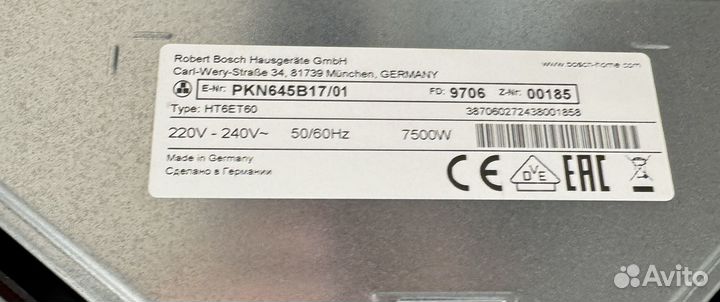 Robert Bosch Hausgeräte GmbH
www.bosch-home.com
Carl-Wery-Straße 34, 81739 München, GERMANY
E-Nr: PKN645B17/01 FD: 9706 Z-Nr: 00185
Type: HT6ET60 387060272438001858
220V - 240V~ 50/60Hz 7500W
Made in Germany
Сделано в Германии
CE DVE EAC
Avito